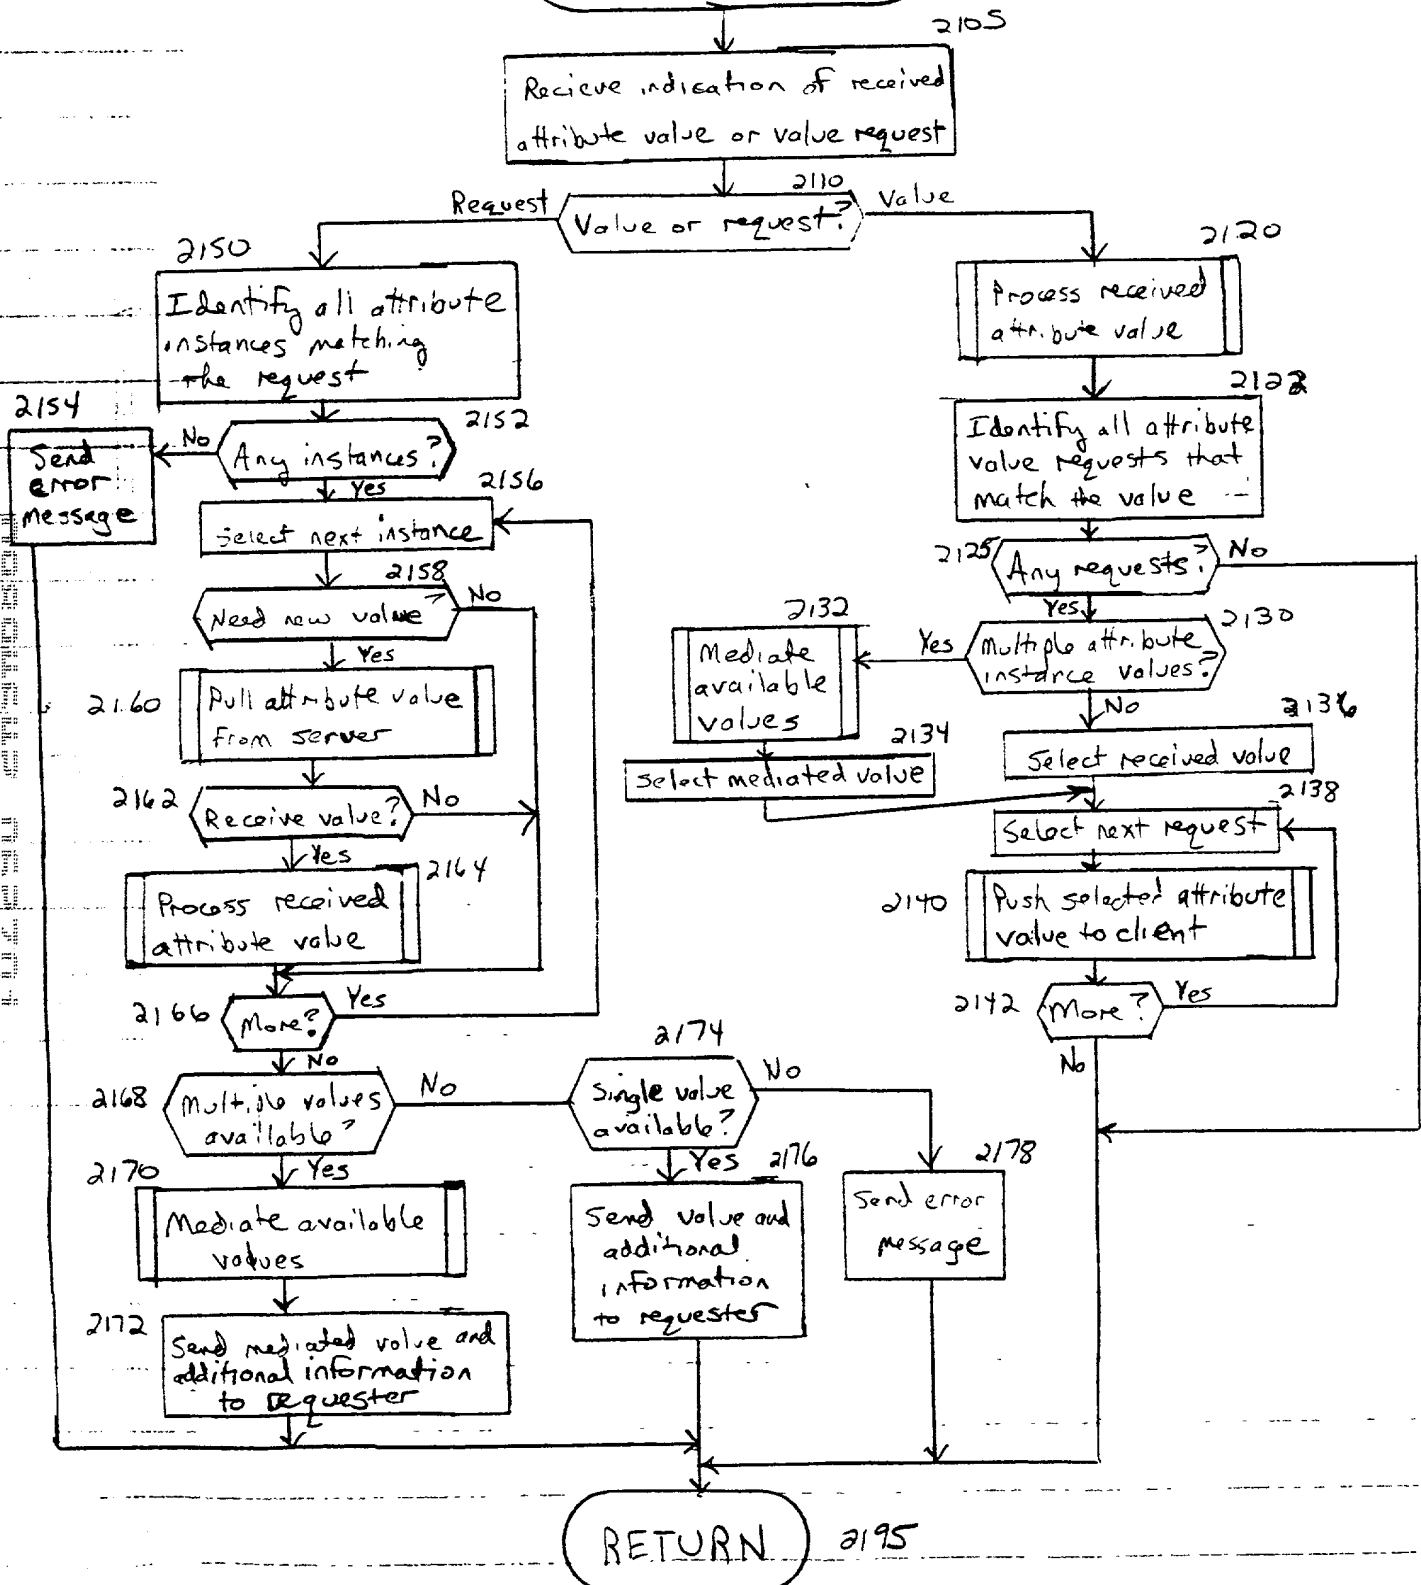 2105
Recieve indication of received
attribute value or value request
2110
Request
Value or request?
Value
2150
Identify all attribute
instances matching
the request
2120
Process received
attribute value
2154
Send
error
message
2152
No
Any instances?
Yes
2122
Identify all attribute
value requests that
match the value
2156
Select next instance
2125
Any requests?
No
Yes
2158
Need new value?
No
Yes
2132
Mediate
available
values
2130
Yes
Multiple attribute
instance values?
No
2160
Pull attribute value
from server
2134
Select mediated value
2136
Select received value
2162
Receive value?
No
Yes
2138
Select next request
2164
Process received
attribute value
2140
Push selected attribute
value to client
2166
More?
Yes
No
2142
More?
Yes
No
2168
Multiple values
available?
No
Yes
2174
Single value
available?
No
Yes
2170
Mediate available
values
2176
Send value and
additional
information
to requester
2178
Send error
message
2172
Send mediated value and
additional information
to requester
RETURN
2195